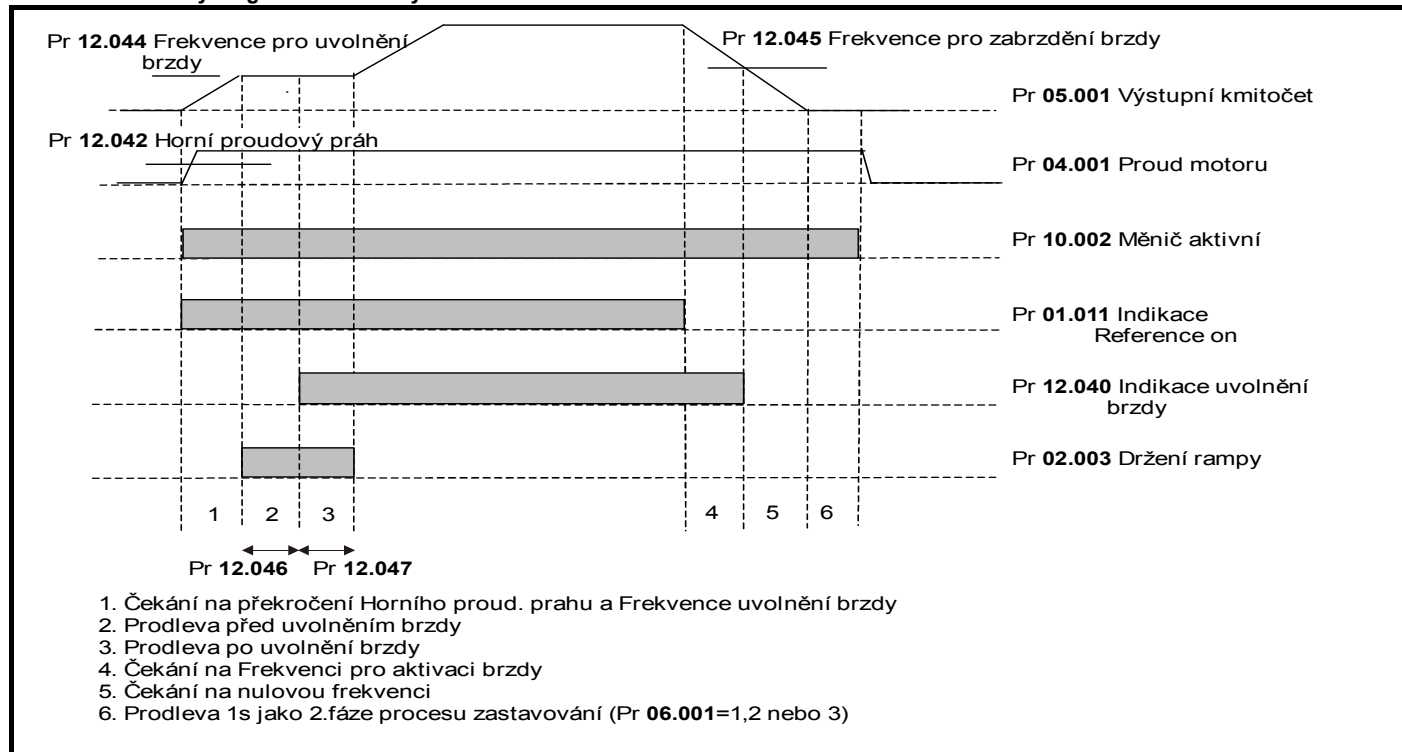 Pr 12.044 Frekvence pro uvolnění
brzdy
Pr 12.045 Frekvence pro zabrzdění brzdy
Pr 05.001 Výstupní kmitočet
Pr 12.042 Horní proudový práh
Pr 04.001 Proud motoru
Pr 10.002 Měnič aktivní
Pr 01.011 Indikace
Reference on
Pr 12.040 Indikace uvolnění
brzdy
Pr 02.003 Držení rampy
1 2 3 4 5 6
Pr 12.046 Pr 12.047
1. Čekání na překročení Horního proud. prahu a Frekvence uvolnění brzdy
2. Prodleva před uvolněním brzdy
3. Prodleva po uvolnění brzdy
4. Čekání na Frekvenci pro aktivaci brzdy
5. Čekání na nulovou frekvenci
6. Prodleva 1s jako 2.fáze procesu zastavování (Pr 06.001=1,2 nebo 3)